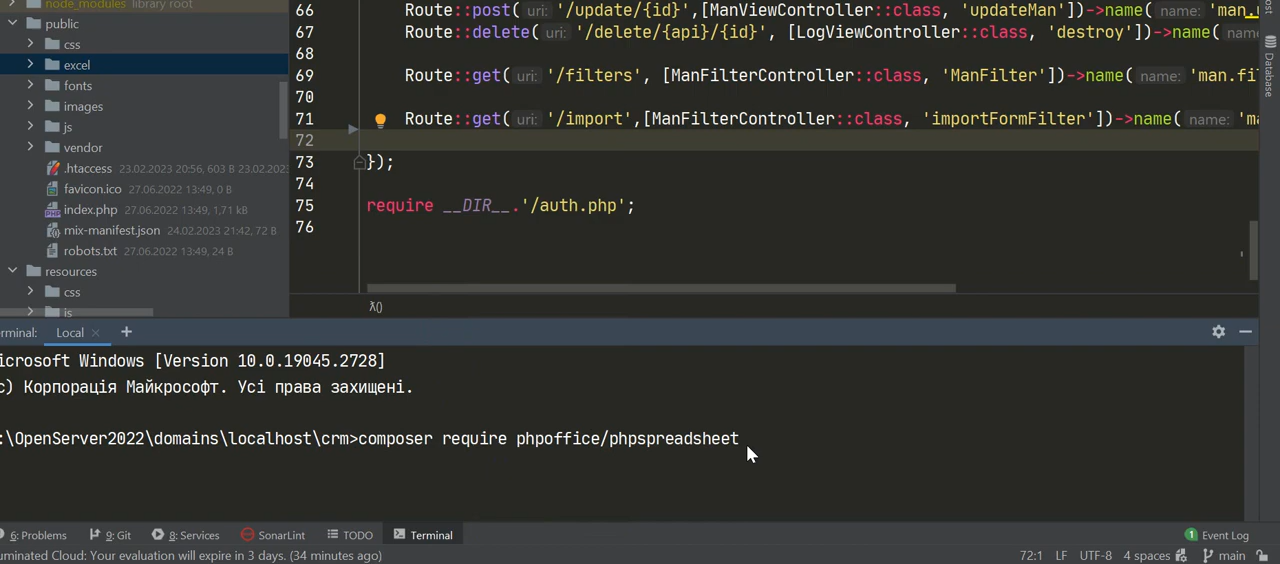 node_modules library root
public
css
excel
fonts
images
js
vendor
.htaccess 23.02.2023 20:56, 603 B 23.02.202
favicon.ico 27.06.2022 13:49, 0 B
index.php 27.06.2022 13:49, 1,71 kB
mix-manifest.json 24.02.2023 21:42, 72 B
robots.txt 27.06.2022 13:49, 24 B
resources
css
js
66 Route::post( uri: '/update/{id}',[ManViewController::class, 'updateMan'])->name( name: 'man.
67 Route::delete( uri: '/delete/{api}/{id}', [LogViewController::class, 'destroy'])->name( name:
68
69 Route::get( uri: '/filters', [ManFilterController::class, 'ManFilter'])->name( name: 'man.fi
70
71 Route::get( uri: '/import',[ManFilterController::class, 'importFormFilter'])->name( name: 'm
72
73 });
74
75 require __DIR__.'/auth.php';
76
λ()
Database
erminal: Local × +
icrosoft Windows [Version 10.0.19045.2728]
c) Корпорація Майкрософт. Усі права захищені.
:\OpenServer2022\domains\localhost\crm>composer require phpoffice/phpspreadsheet
6: Problems 9: Git 8: Services SonarLint TODO Terminal 1 Event Log
uminated Cloud: Your evaluation will expire in 3 days. (34 minutes ago) 72:1 LF UTF-8 4 spaces main